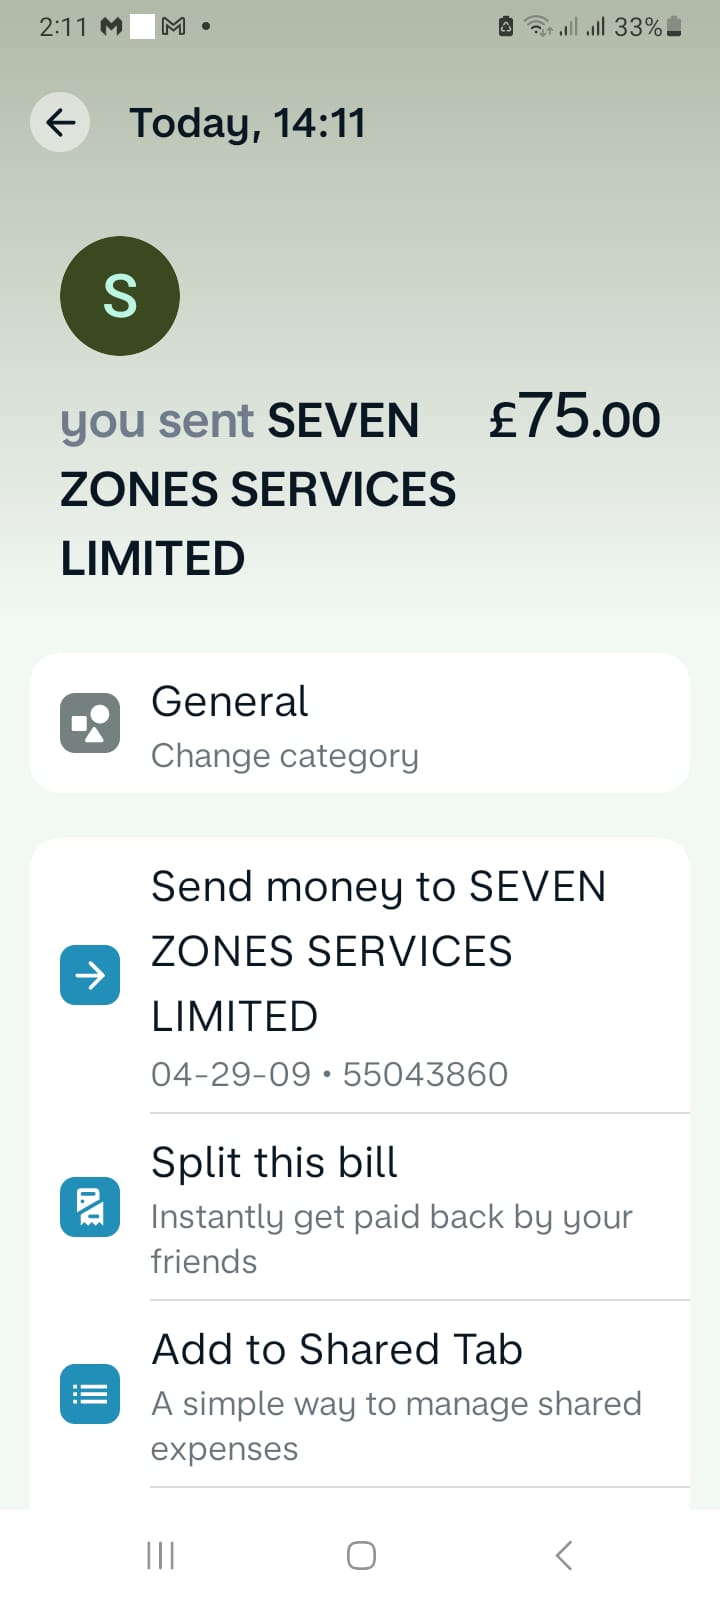 2:11
33%
Today, 14:11
S
you sent SEVEN £75.00
ZONES SERVICES
LIMITED
General
Change category
Send money to SEVEN
ZONES SERVICES
LIMITED
04-29-09 • 55043860
Split this bill
Instantly get paid back by your
friends
Add to Shared Tab
A simple way to manage shared
expenses